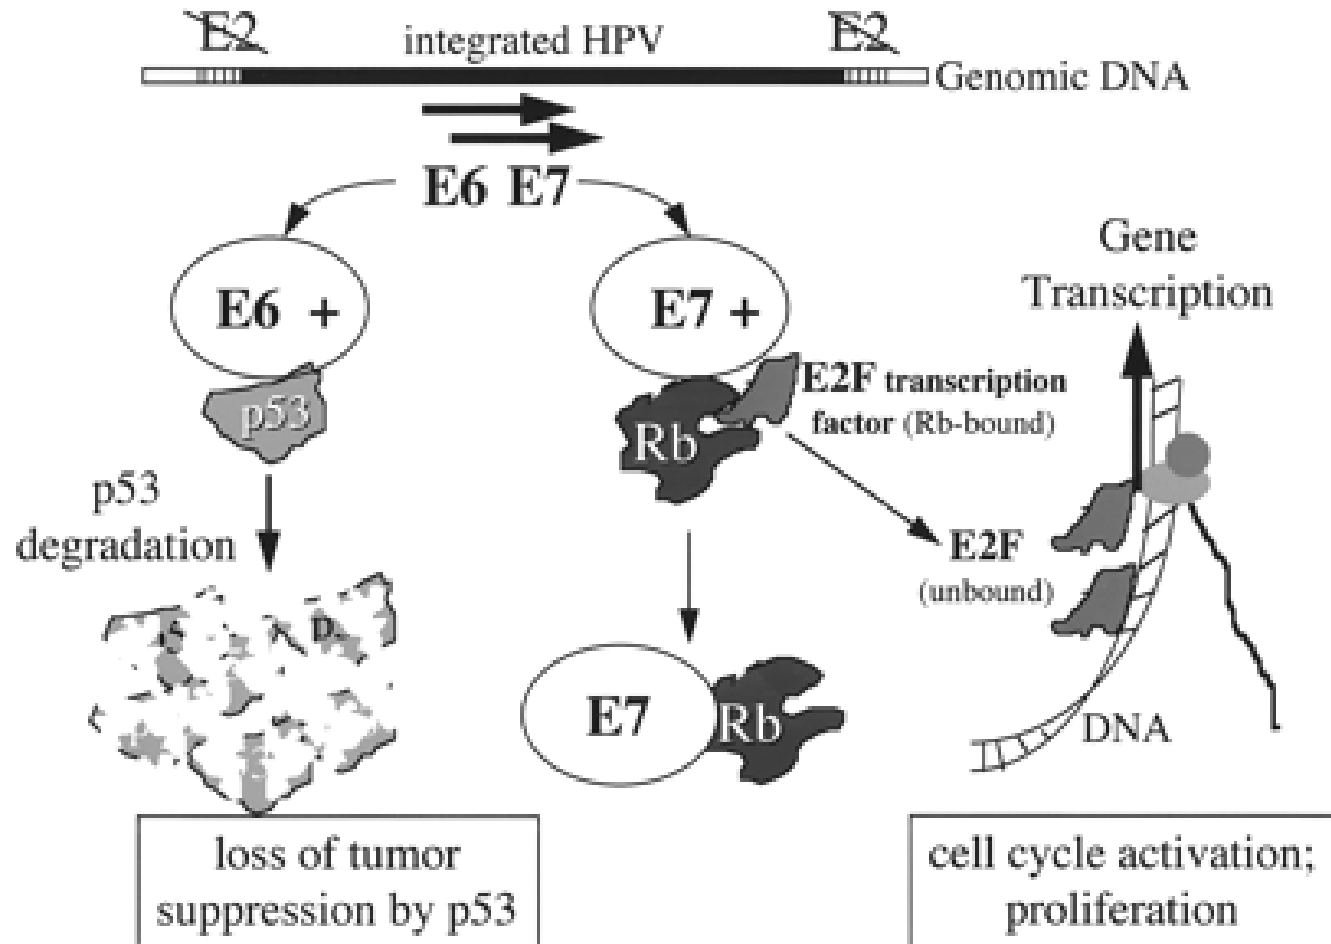 E2
integrated HPV
E2
Genomic DNA
E6 E7
E6 +
E7 +
Gene
Transcription
p53
E2F transcription
factor (Rb-bound)
Rb
p53
degradation
E2F
(unbound)
E7
Rb
DNA
loss of tumor
suppression by p53
cell cycle activation;
proliferation